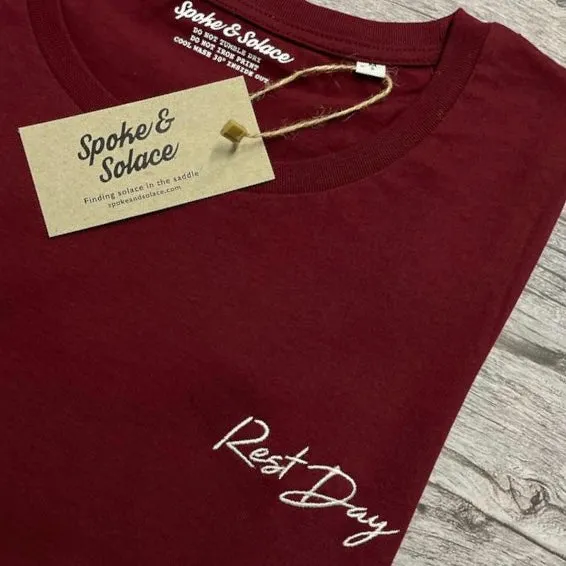 Spoke & Solace
DO NOT TUMBLE DRY
DO NOT IRON PRINT
COOL WASH 30° INSIDE OUT
Spoke &
Solace
Finding solace in the saddle
spokeandsolace.com
Rest Day